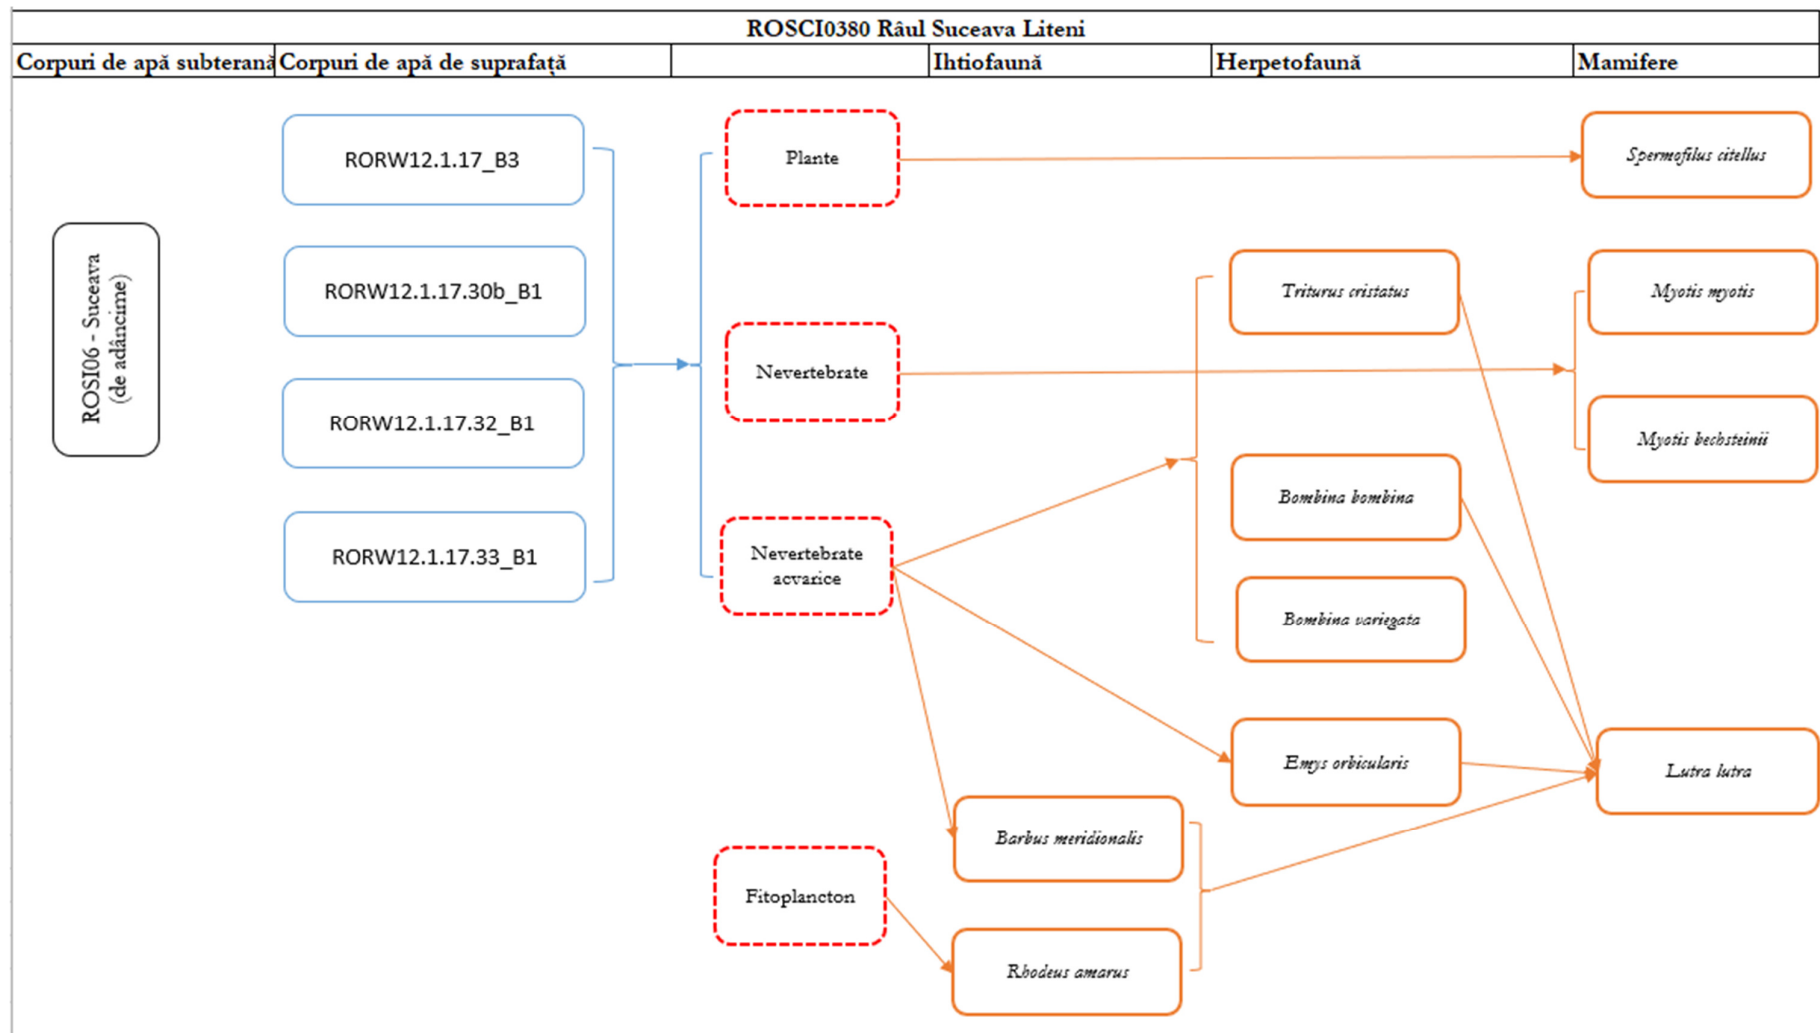 ROSCI0380 Râul Suceava Liteni
Corpuri de apă subterană
Corpuri de apă de suprafață
Ihtiofaună
Herpetofaună
Mamifere
ROSI06 - Suceava
(de adâncime)
RORW12.1.17_B3
RORW12.1.17.30b_B1
RORW12.1.17.32_B1
RORW12.1.17.33_B1
Plante
Nevertebrate
Nevertebrate
acvarice
Fitoplancton
Barbus meridionalis
Rhodeus amarus
Triturus cristatus
Bombina bombina
Bombina variegata
Emys orbicularis
Spermofilus citellus
Myotis myotis
Myotis bechsteinii
Lutra lutra